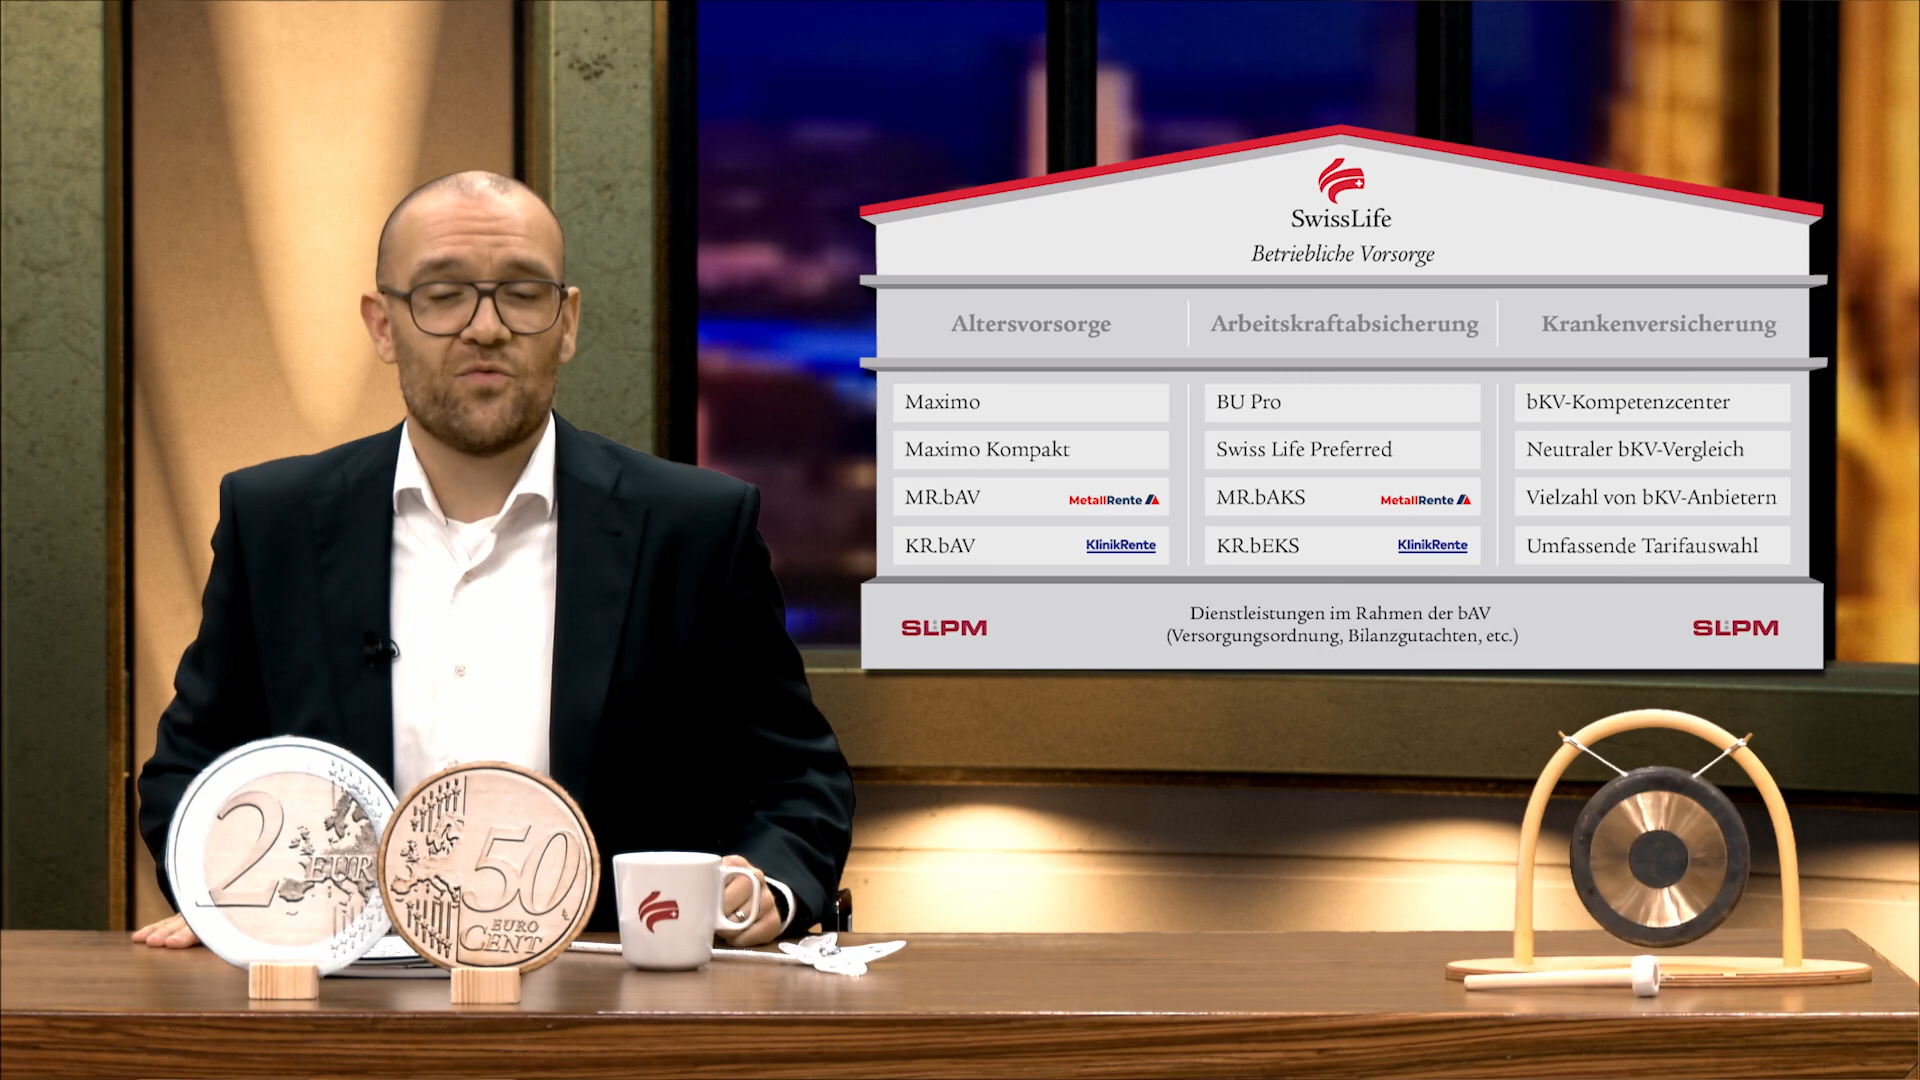 SwissLife
Betriebliche Vorsorge
Altersvorsorge
Arbeitskraftabsicherung
Krankenversicherung
Maximo
BU Pro
bKV-Kompetenzcenter
Maximo Kompakt
Swiss Life Preferred
Neutraler bKV-Vergleich
MR.bAV MetallRente
MR.bAKS MetallRente
Vielzahl von bKV-Anbietern
KR.bAV KlinikRente
KR.bEKS KlinikRente
Umfassende Tarifauswahl
SLPM
Dienstleistungen im Rahmen der bAV
(Versorgungsordnung, Bilanzgutachten, etc.)
SLPM
2 EUR
50
EURO
CENT